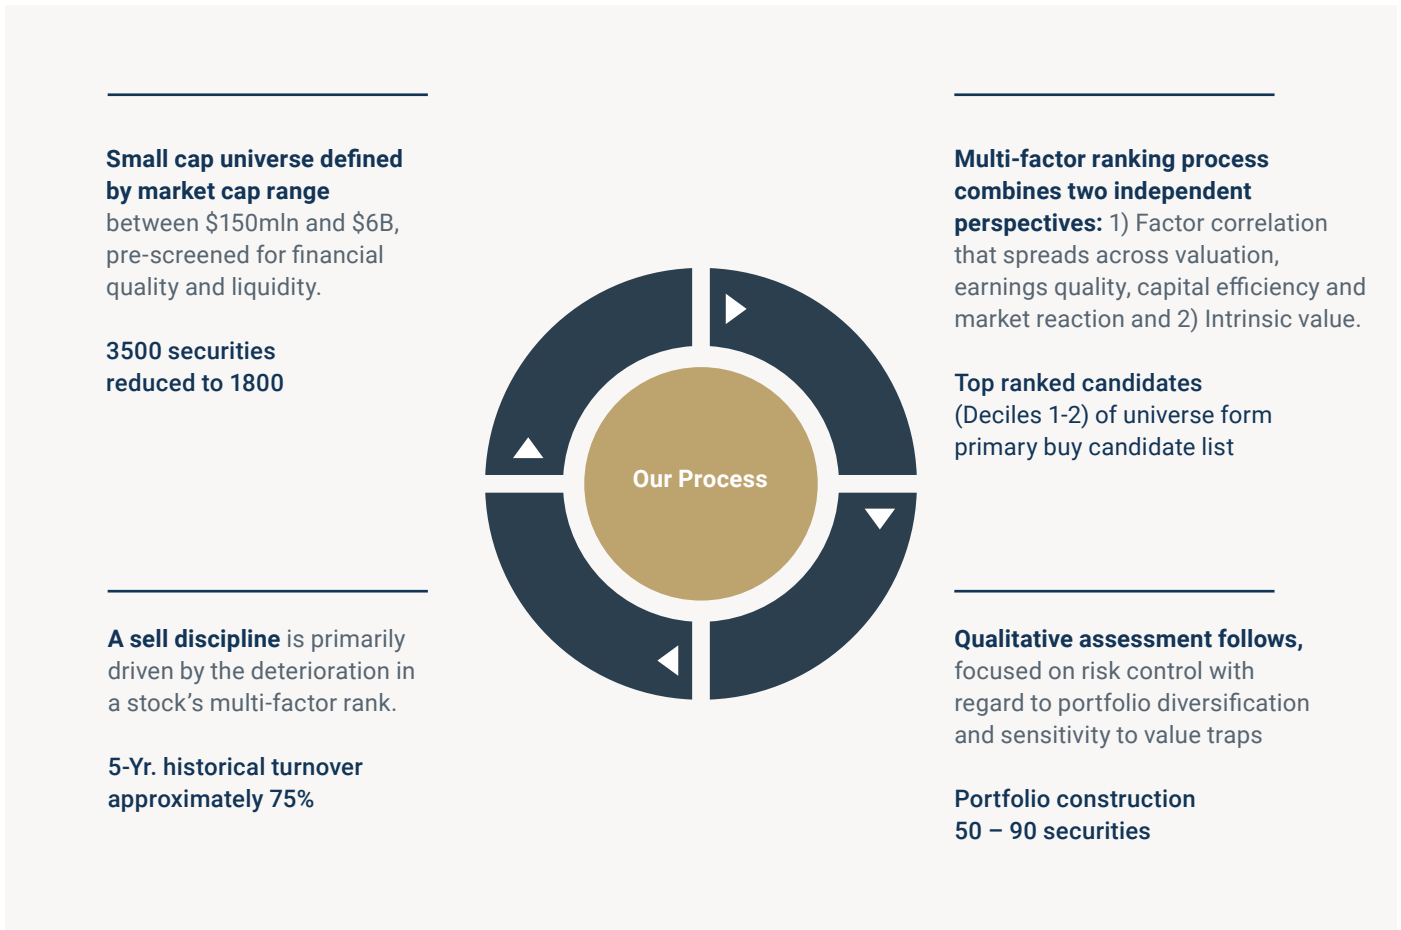 Small cap universe defined
by market cap range
between $150mln and $6B,
pre-screened for financial
quality and liquidity.
3500 securities
reduced to 1800
Multi-factor ranking process
combines two independent
perspectives: 1) Factor correlation
that spreads across valuation,
earnings quality, capital efficiency and
market reaction and 2) Intrinsic value.
Top ranked candidates
(Deciles 1-2) of universe form
primary buy candidate list
Our Process
A sell discipline is primarily
driven by the deterioration in
a stock’s multi-factor rank.
5-Yr. historical turnover
approximately 75%
Qualitative assessment follows,
focused on risk control with
regard to portfolio diversification
and sensitivity to value traps
Portfolio construction
50 – 90 securities